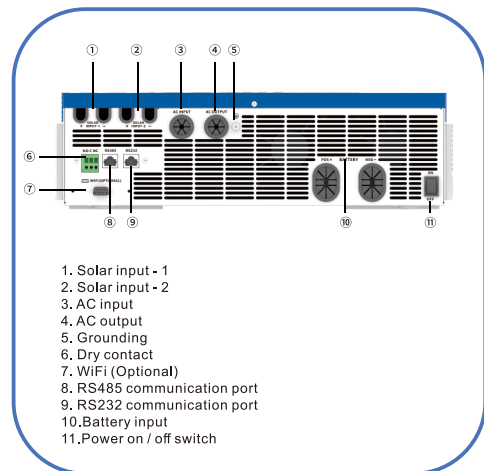 ① ② ③ ④ ⑤
AC INPUT AC OUTPUT
+ SOLAR INPUT-1 - + SOLAR INPUT-2 -
⑥ NO C NC RS485 RS232
POS+ BATTERY NEG-
⑦ WIFI(OPTIONAL)
ON
OFF
⑧ ⑨ ⑩ ⑪
1. Solar input - 1
2. Solar input - 2
3. AC input
4. AC output
5. Grounding
6. Dry contact
7. WiFi (Optional)
8. RS485 communication port
9. RS232 communication port
10.Battery input
11.Power on / off switch